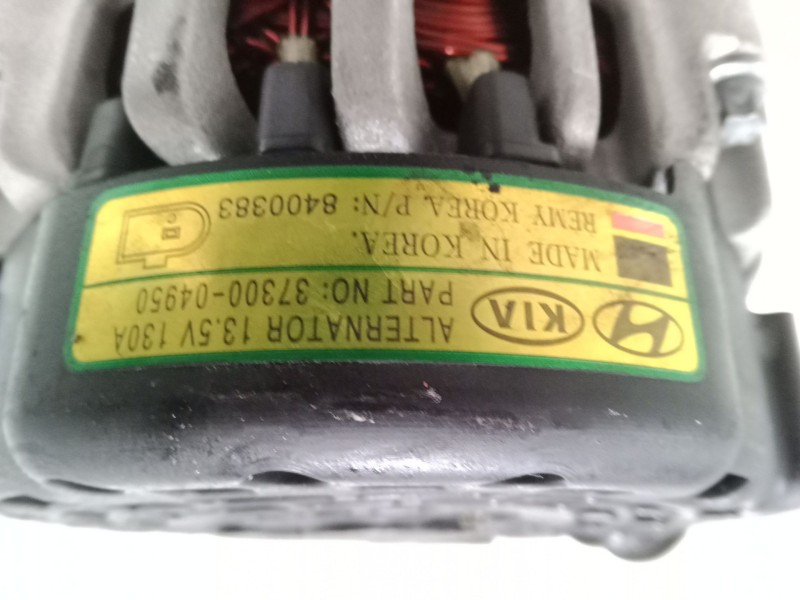 KIA
ALTERNATOR 13.5V 130A
PART NO: 37300-04950
MADE IN KOREA.
REMY KOREA. P/N: 8400383